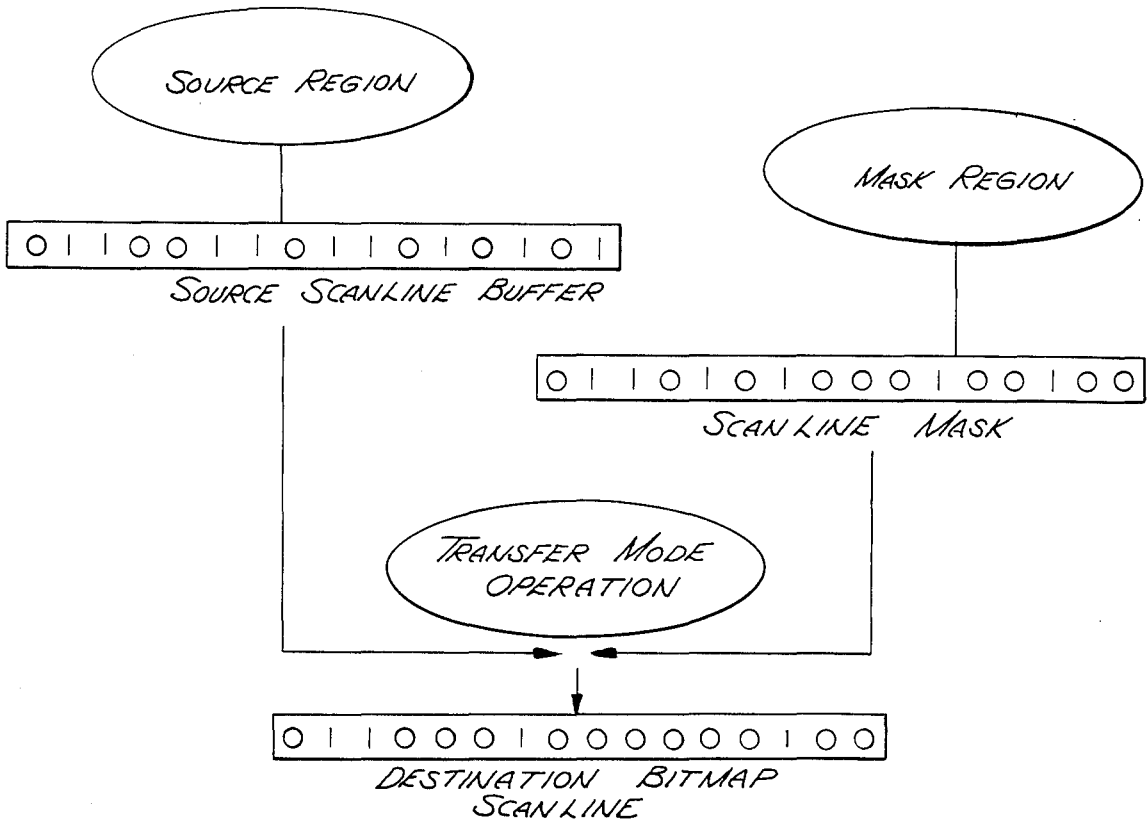 SOURCE REGION
MASK REGION
0 1 1 0 0 1 1 0 1 1 0 1 0 1 0 1
SOURCE SCANLINE BUFFER
0 1 1 0 1 0 1 0 0 0 1 0 0 1 0 0
SCANLINE MASK
TRANSFER MODE
OPERATION
0 1 1 0 0 0 1 0 0 0 0 0 0 1 0 0
DESTINATION BITMAP
SCANLINE